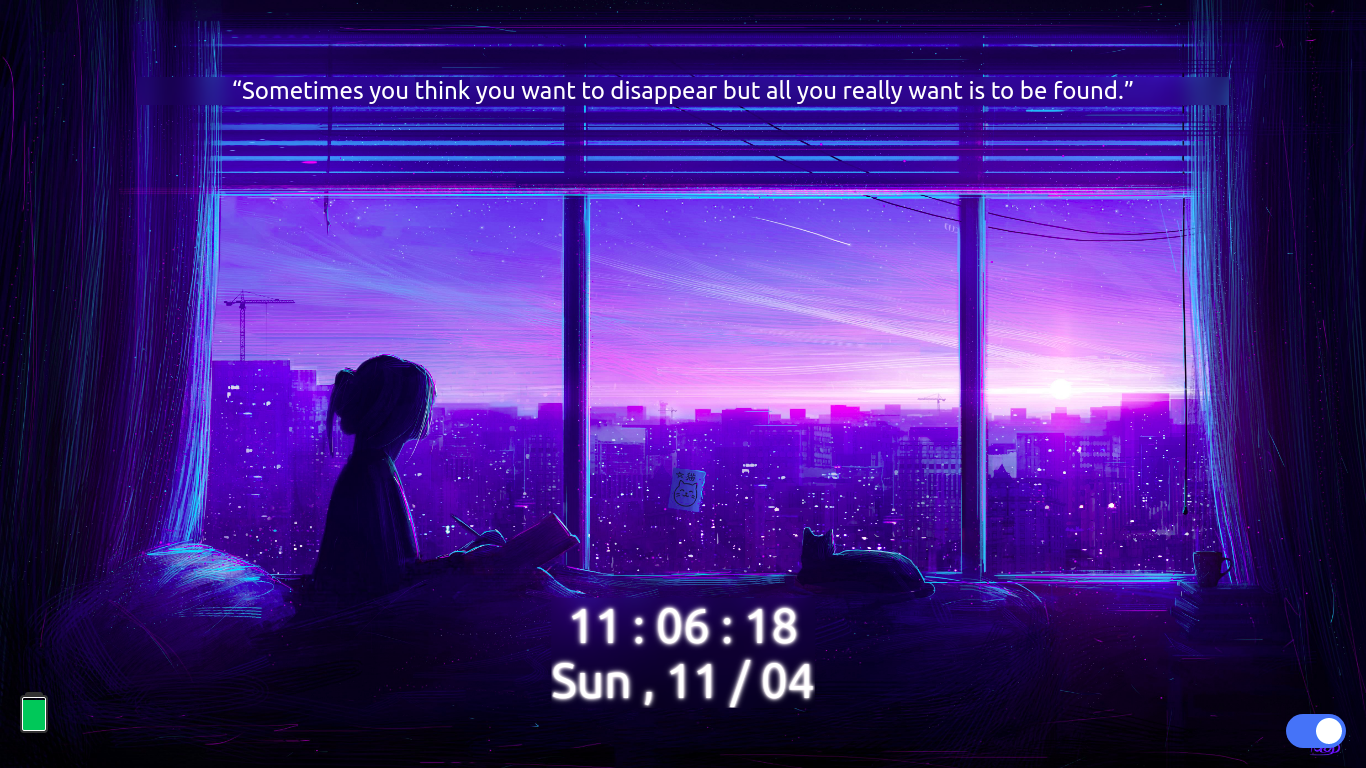 “Sometimes you think you want to disappear but all you really want is to be found.”
11 : 06 : 18
Sun , 11 / 04